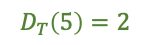 D_T(5) = 2